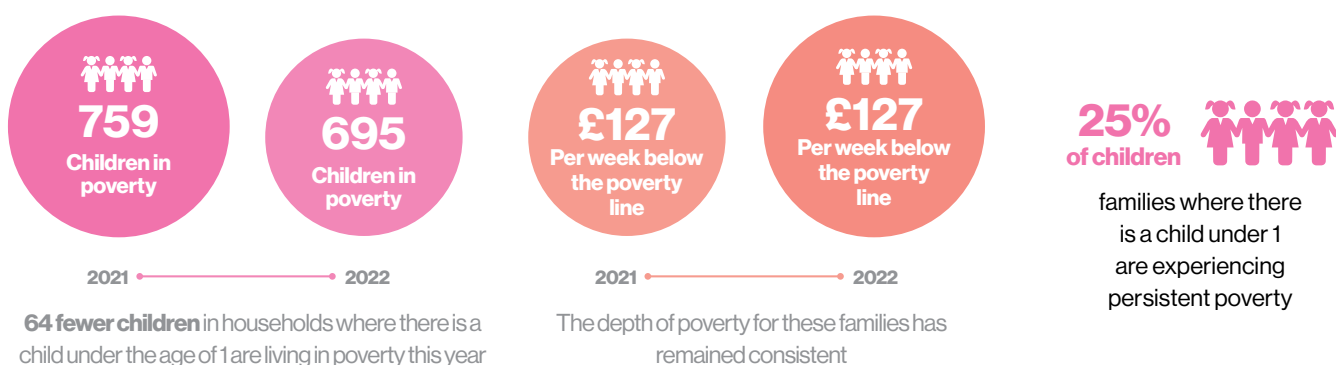 759
Children in
poverty
695
Children in
poverty
2021
2022
64 fewer children in households where there is a
child under the age of 1 are living in poverty this year
£127
Per week below
the poverty
line
£127
Per week below
the poverty
line
2021
2022
The depth of poverty for these families has
remained consistent
25%
of children
families where there
is a child under 1
are experiencing
persistent poverty